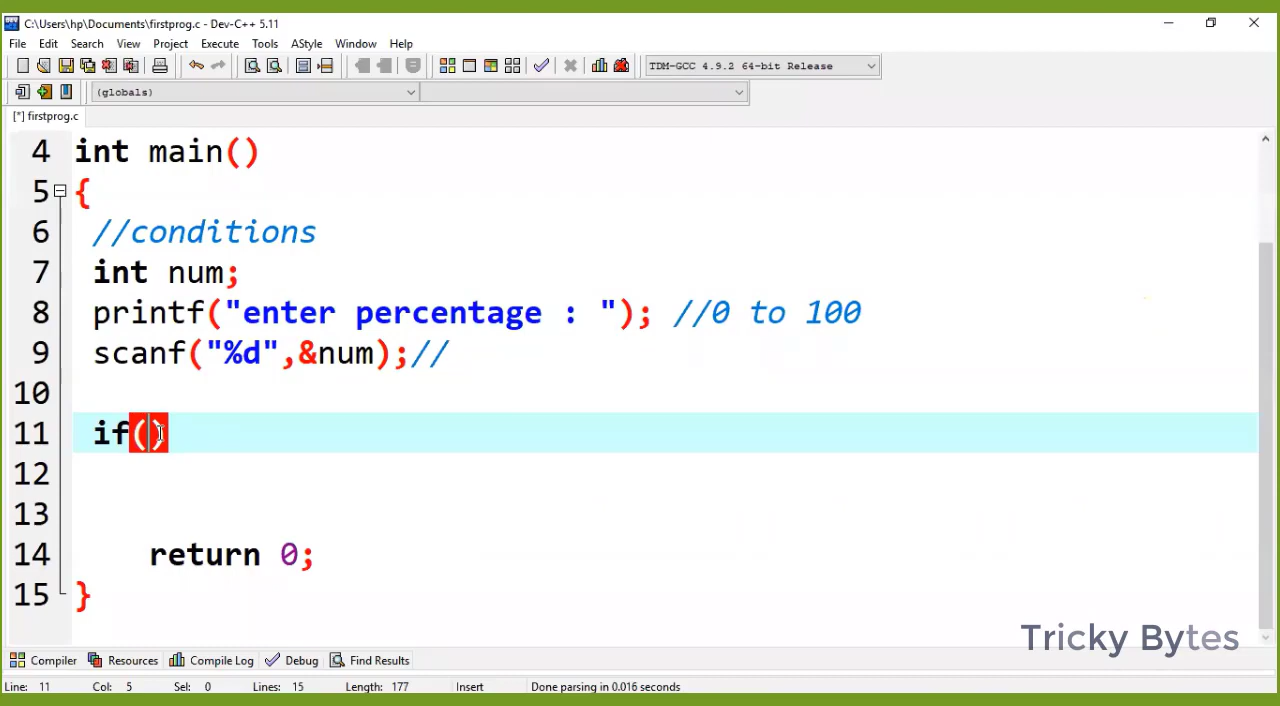 C:\Users\hp\Documents\firstprog.c - Dev-C++ 5.11
File Edit Search View Project Execute Tools AStyle Window Help
TDM-GCC 4.9.2 64-bit Release
(globals)
[*] firstprog.c
4 int main()
5 {
6 //conditions
7 int num;
8 printf("enter percentage : "); //0 to 100
9 scanf("%d",&num);//
10
11 if()
12
13
14 return 0;
15 }
Tricky Bytes
Compiler Resources Compile Log Debug Find Results
Line: 11 Col: 5 Sel: 0 Lines: 15 Length: 177 Insert Done parsing in 0.016 seconds